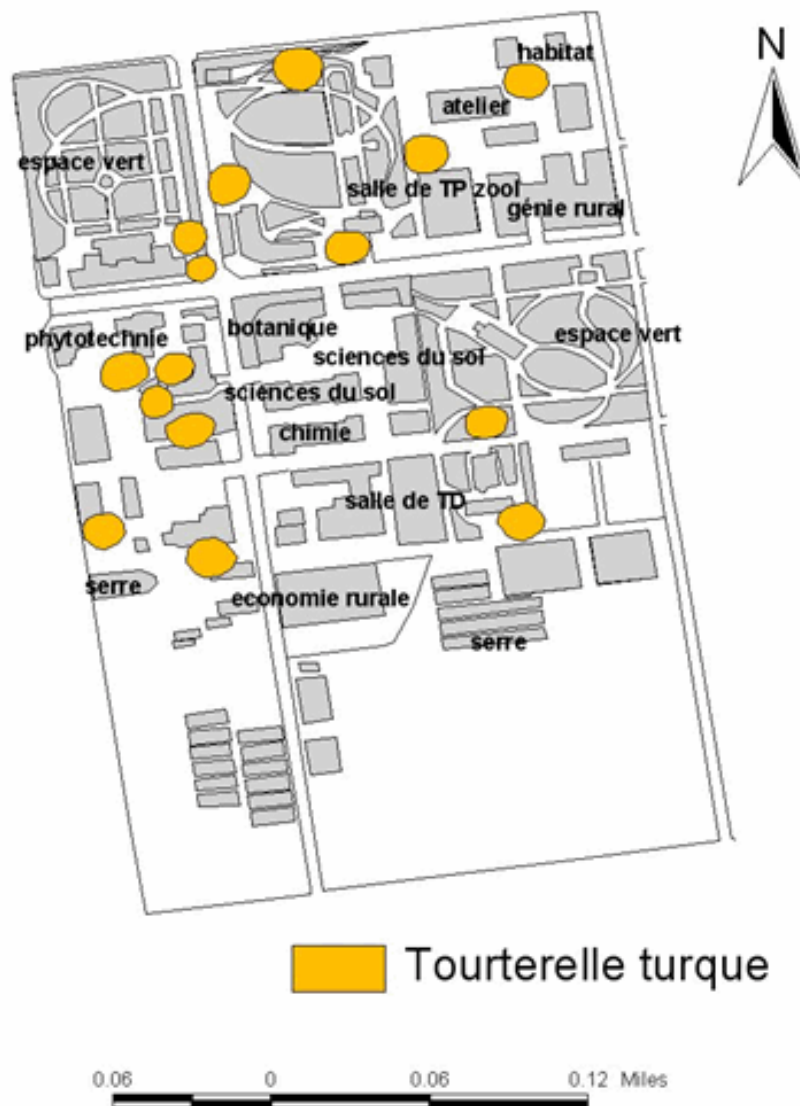 N
habitat
atelier
espace vert
salle de TP zool
génie rural
phytotechnie
botanique
espace vert
sciences du sol
sciences du sol
chimie
salle de TD
serre
economie rurale
serre
Tourterelle turque
0.06 0 0.06 0.12 Miles